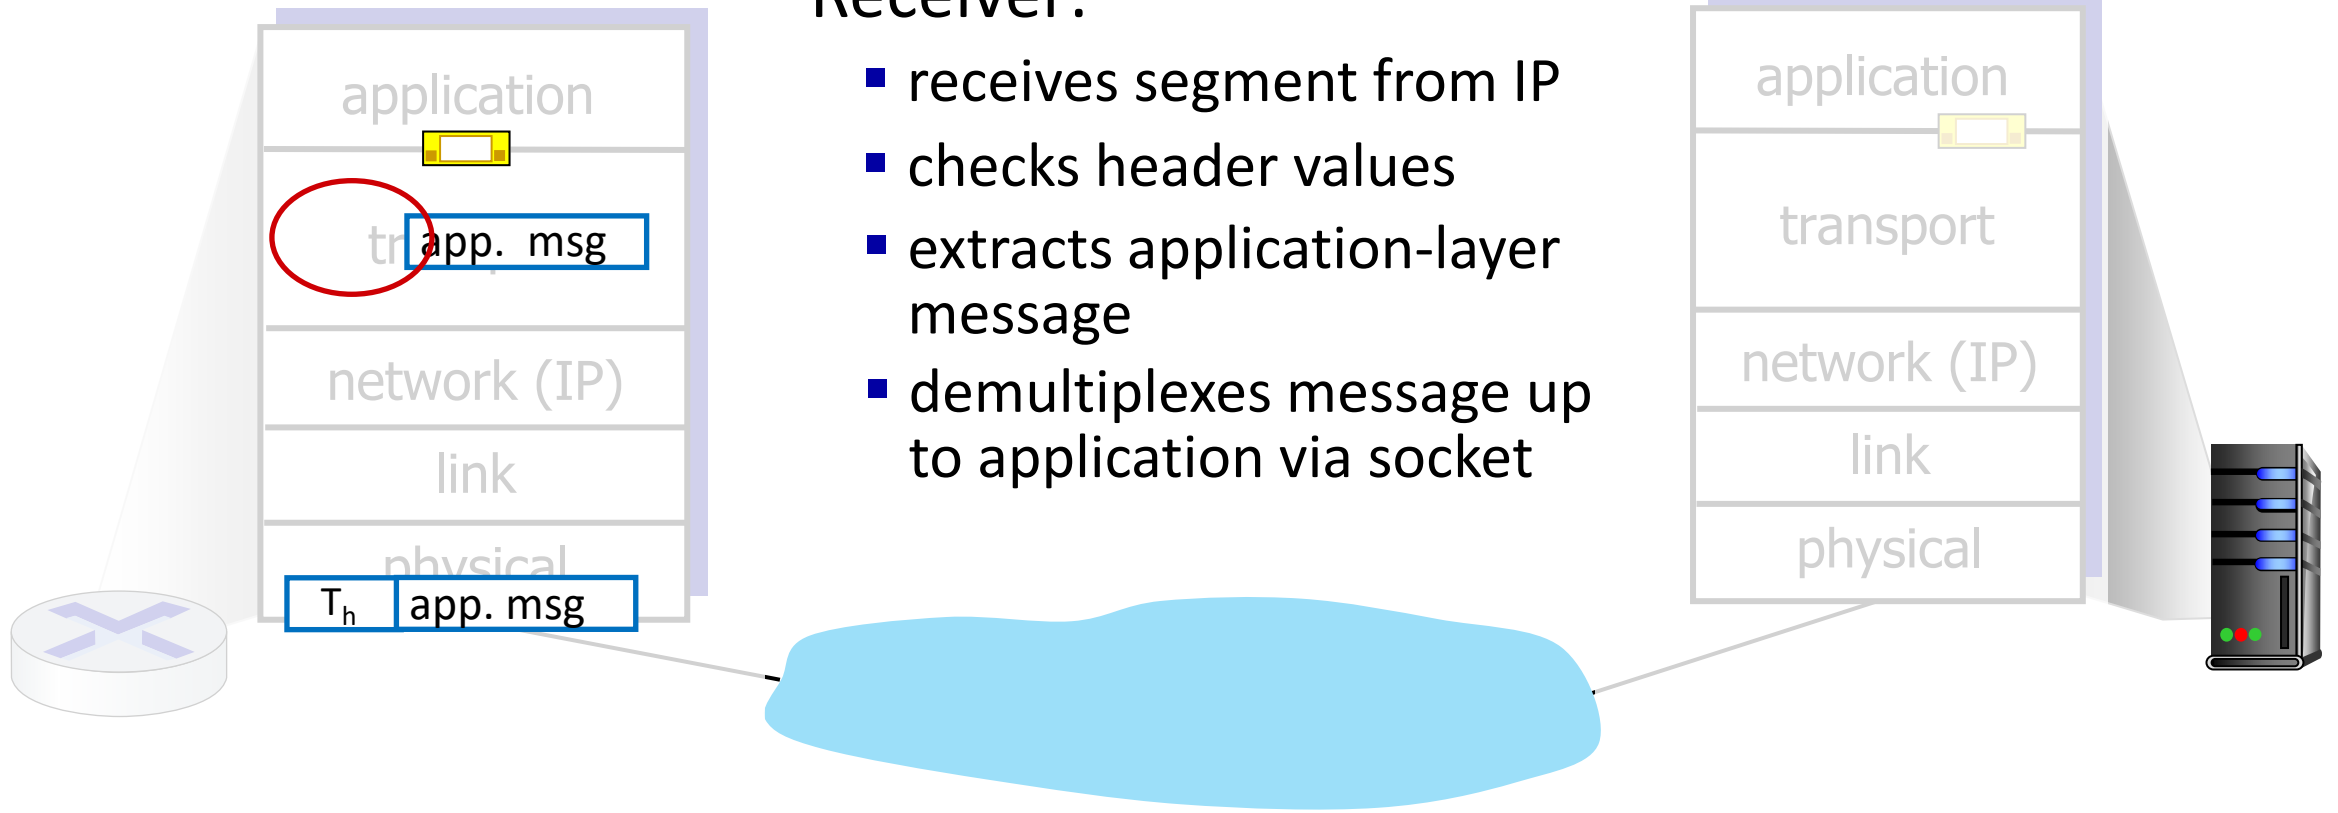 Receiver:
receives segment from IP
checks header values
extracts application-layer
message
demultiplexes message up
to application via socket
application
app. msg
network (IP)
link
physical
Th app. msg
application
transport
network (IP)
link
physical